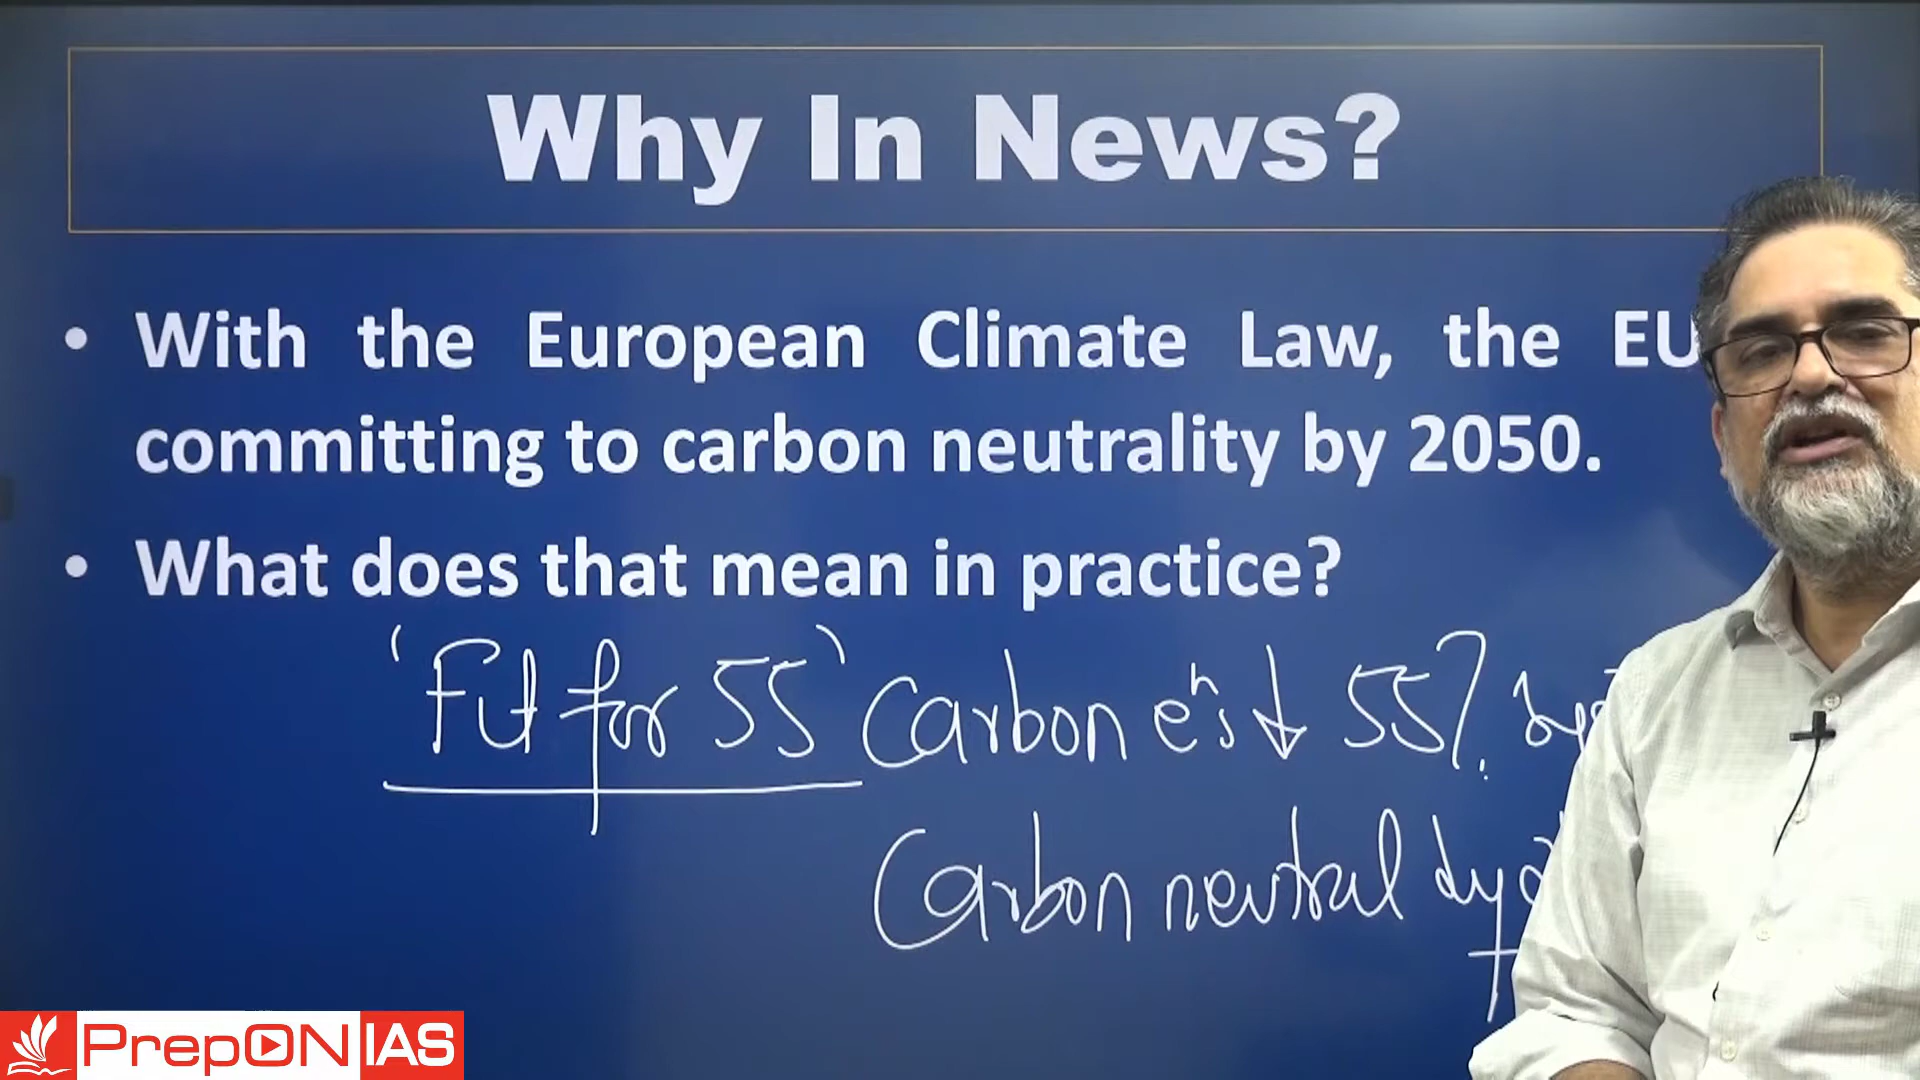 Why In News?
• With the European Climate Law, the EU
committing to carbon neutrality by 2050.
• What does that mean in practice?
'Fit for 55' Carbon eⁿs ↓ 55%
Carbon neutral
PrepON IAS